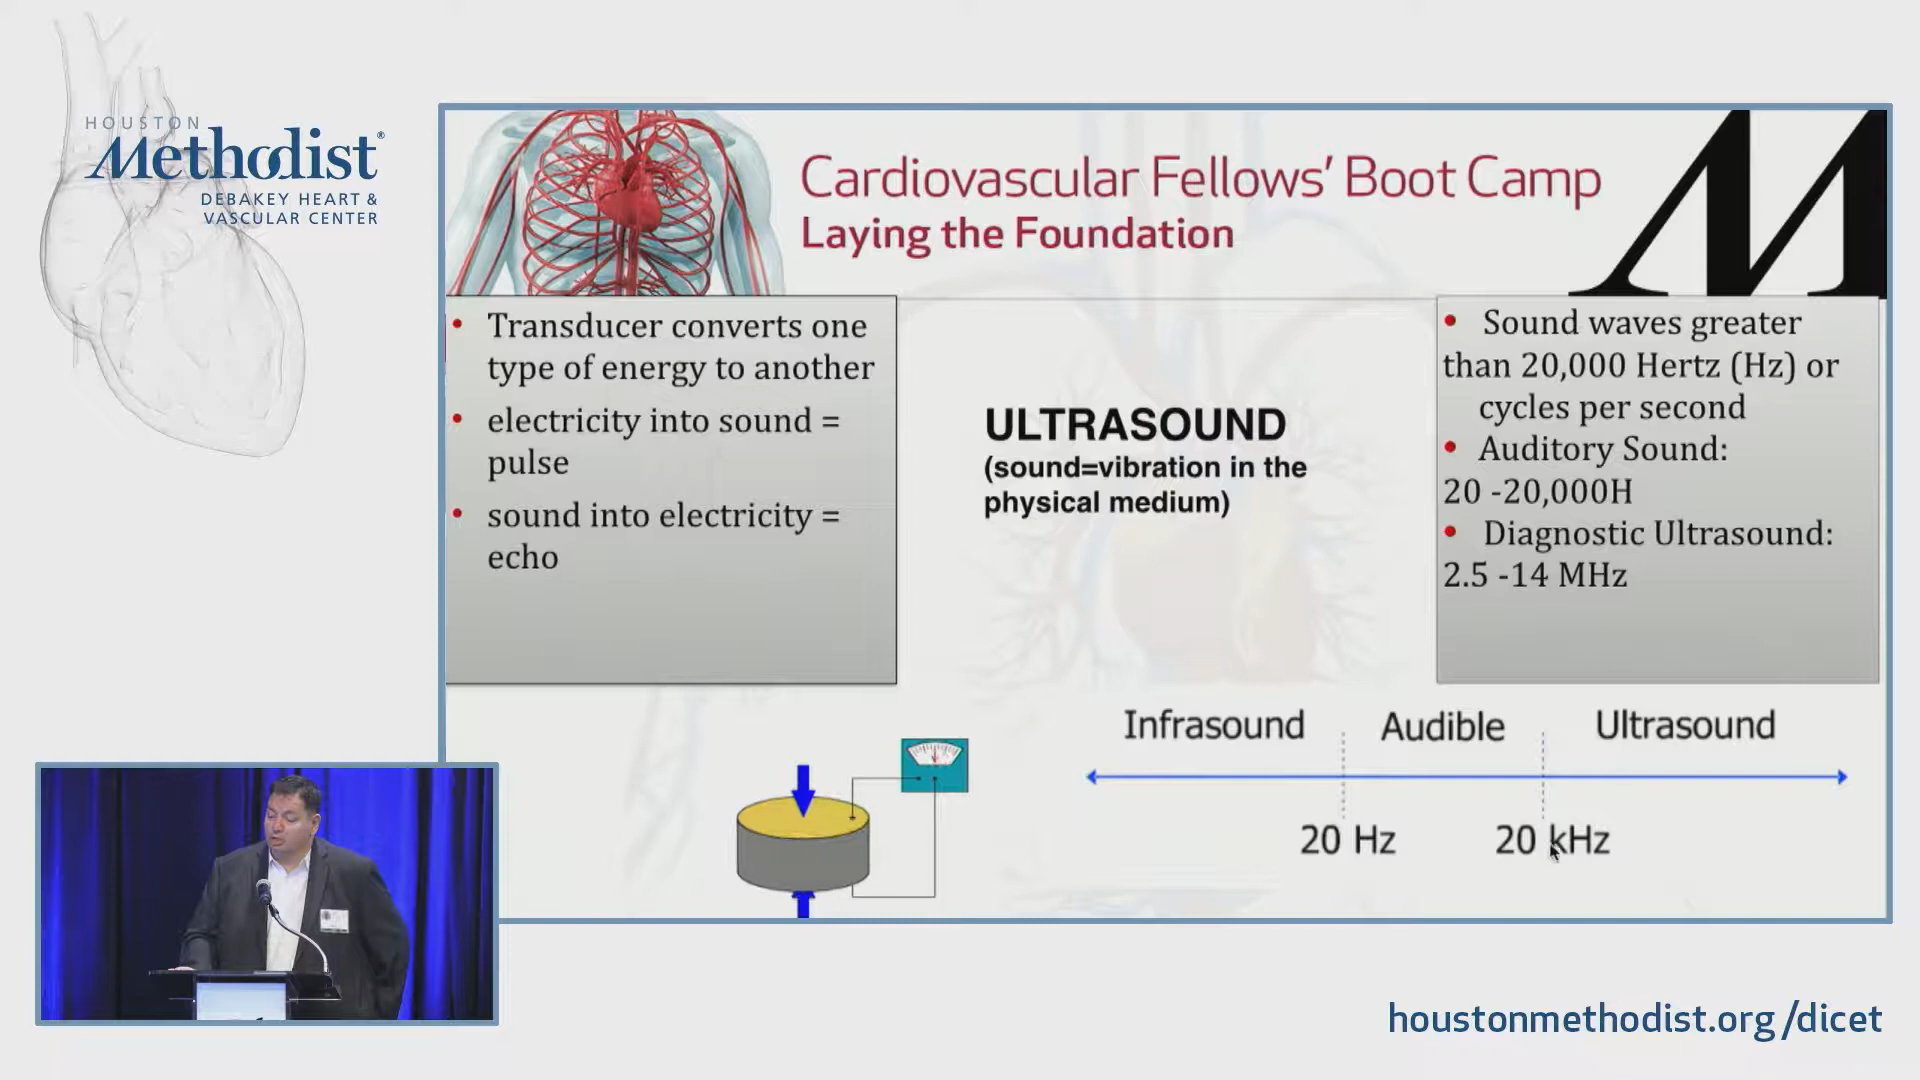 HOUSTON
Methodist®
DEBAKEY HEART &
VASCULAR CENTER
Cardiovascular Fellows' Boot Camp
Laying the Foundation
M
• Transducer converts one
type of energy to another
• electricity into sound =
pulse
• sound into electricity =
echo
ULTRASOUND
(sound=vibration in the
physical medium)
• Sound waves greater
than 20,000 Hertz (Hz) or
cycles per second
• Auditory Sound:
20 -20,000H
• Diagnostic Ultrasound:
2.5 -14 MHz
Infrasound Audible Ultrasound
20 Hz 20 kHz
houstonmethodist.org/dicet